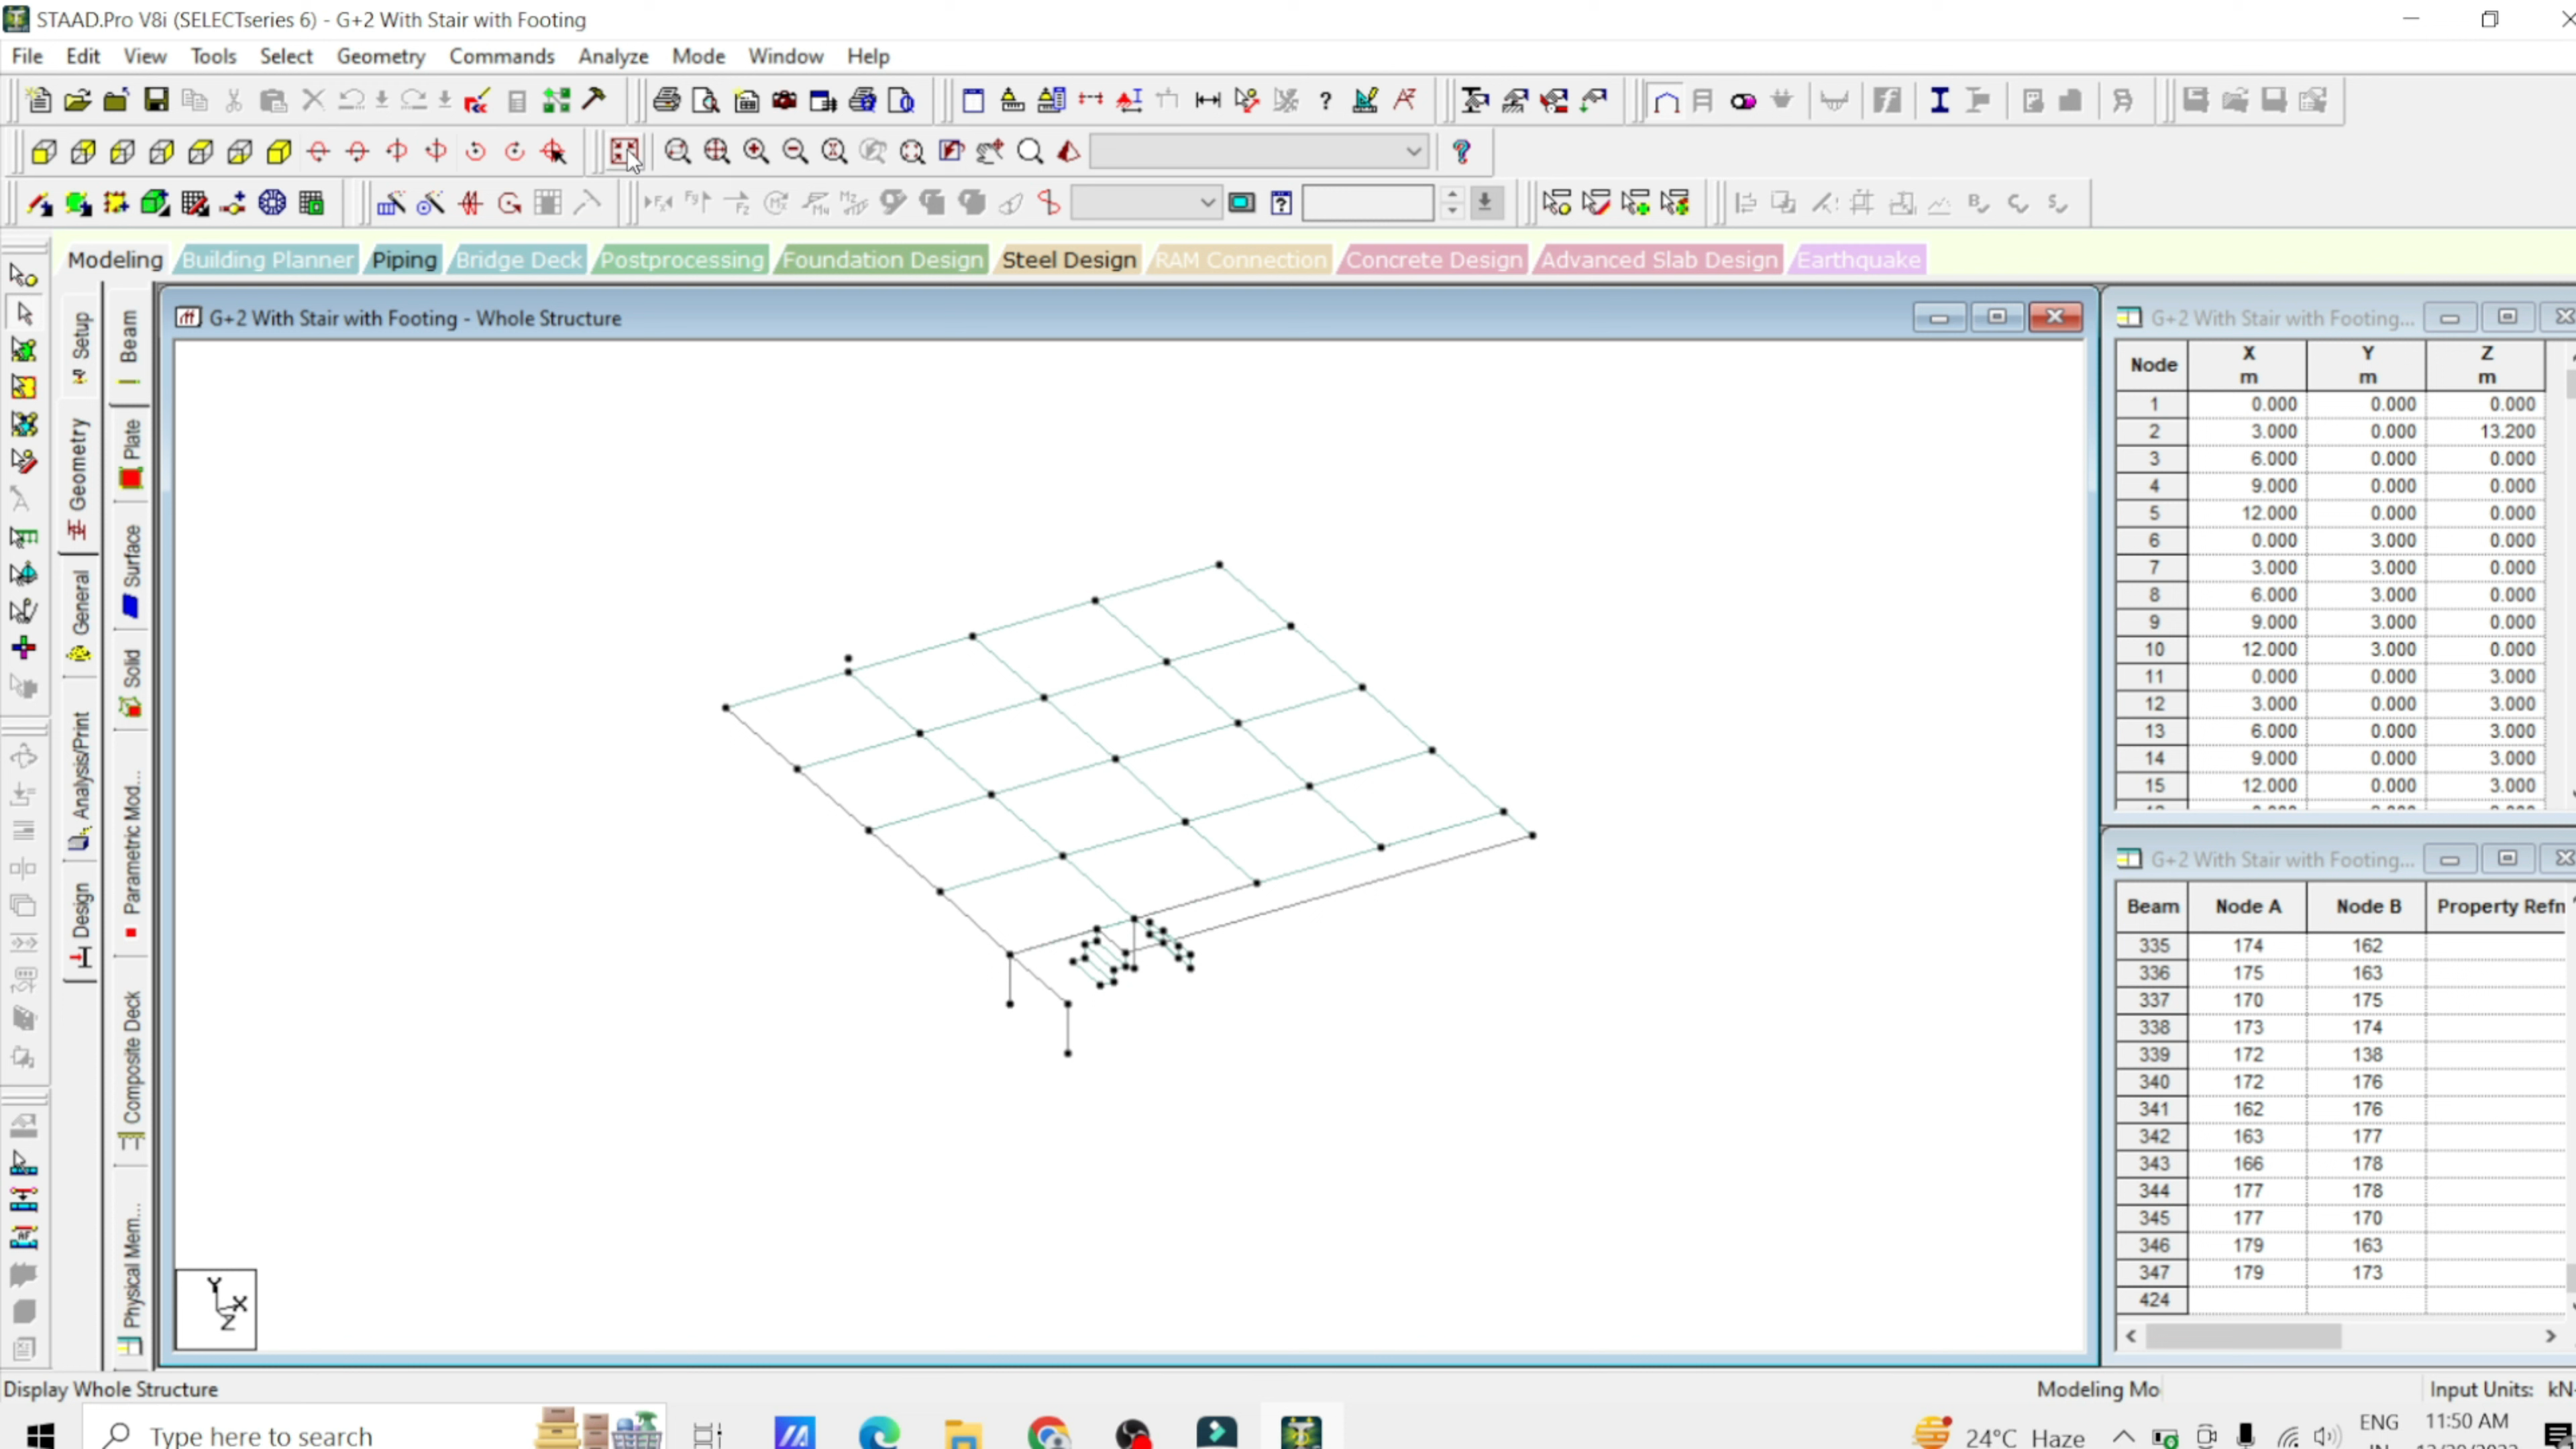 STAAD.Pro V8i (SELECTseries 6) - G+2 With Stair with Footing
File Edit View Tools Select Geometry Commands Analyze Mode Window Help
Modeling Building Planner Piping Bridge Deck Postprocessing Foundation Design Steel Design RAM Connection Concrete Design Advanced Slab Design Earthquake
Setup
Geometry
General
Analysis/Print
Design
Beam
Plate
Surface
Solid
Parametric Mod...
Composite Deck
Physical Mem...
G+2 With Stair with Footing - Whole Structure
Y
X
Z
G+2 With Stair with Footing...
Node X m Y m Z m
1 0.000 0.000 0.000
2 3.000 0.000 13.200
3 6.000 0.000 0.000
4 9.000 0.000 0.000
5 12.000 0.000 0.000
6 0.000 3.000 0.000
7 3.000 3.000 0.000
8 6.000 3.000 0.000
9 9.000 3.000 0.000
10 12.000 3.000 0.000
11 0.000 0.000 3.000
12 3.000 0.000 3.000
13 6.000 0.000 3.000
14 9.000 0.000 3.000
15 12.000 0.000 3.000
G+2 With Stair with Footing...
Beam Node A Node B Property Refn
335 174 162
336 175 163
337 170 175
338 173 174
339 172 138
340 172 176
341 162 176
342 163 177
343 166 178
344 177 178
345 177 170
346 179 163
347 179 173
424
Display Whole Structure
Modeling Mo
Input Units: kN-
Type here to search
24°C Haze
ENG
11:50 AM